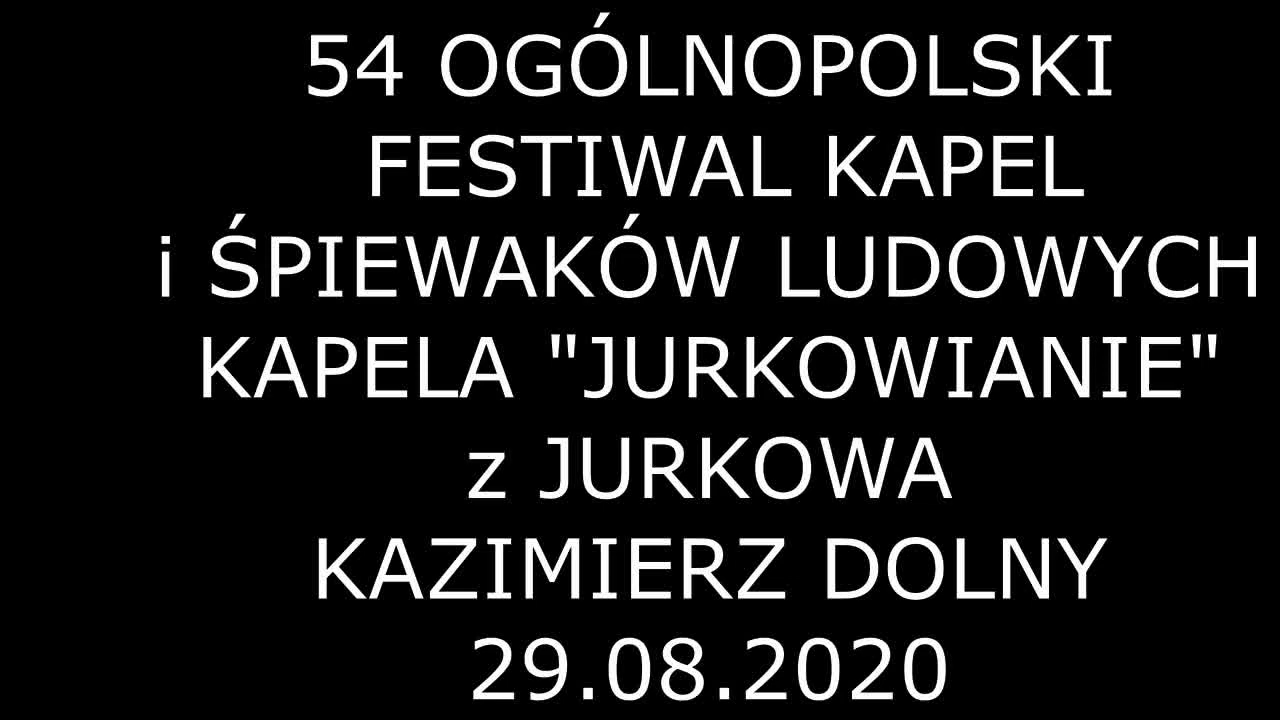 54 OGÓLNOPOLSKI
FESTIWAL KAPEL
i ŚPIEWAKÓW LUDOWYCH
KAPELA "JURKOWIANIE"
z JURKOWA
KAZIMIERZ DOLNY
29.08.2020